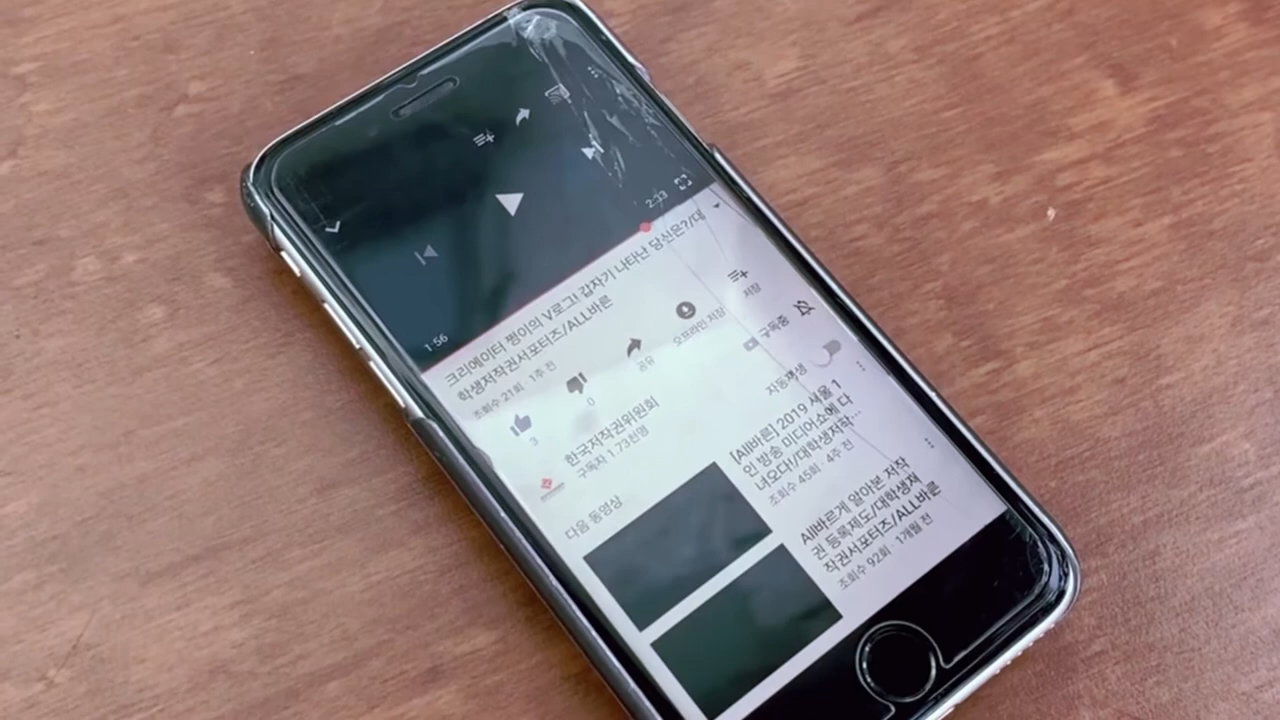 1:56
2:33
크리에이터 쩡이의 V로그! 갑자기 나타난 당신은?/대
학생저작권서포터즈/ALL바른
조회수 21회 · 1주 전
3
0
공유
오프라인 저장
저장
한국저작권위원회
구독자 1.73천명
구독중
다음 동영상
자동재생
[All바른] 2019 서울 1
인 방송 미디어쇼에 다
녀오다!/대학생저작...
조회수 45회 · 4주 전
All바르게 알아본 저작
권 등록제도/대학생저
작권서포터즈/ALL바른
조회수 92회 · 1개월 전